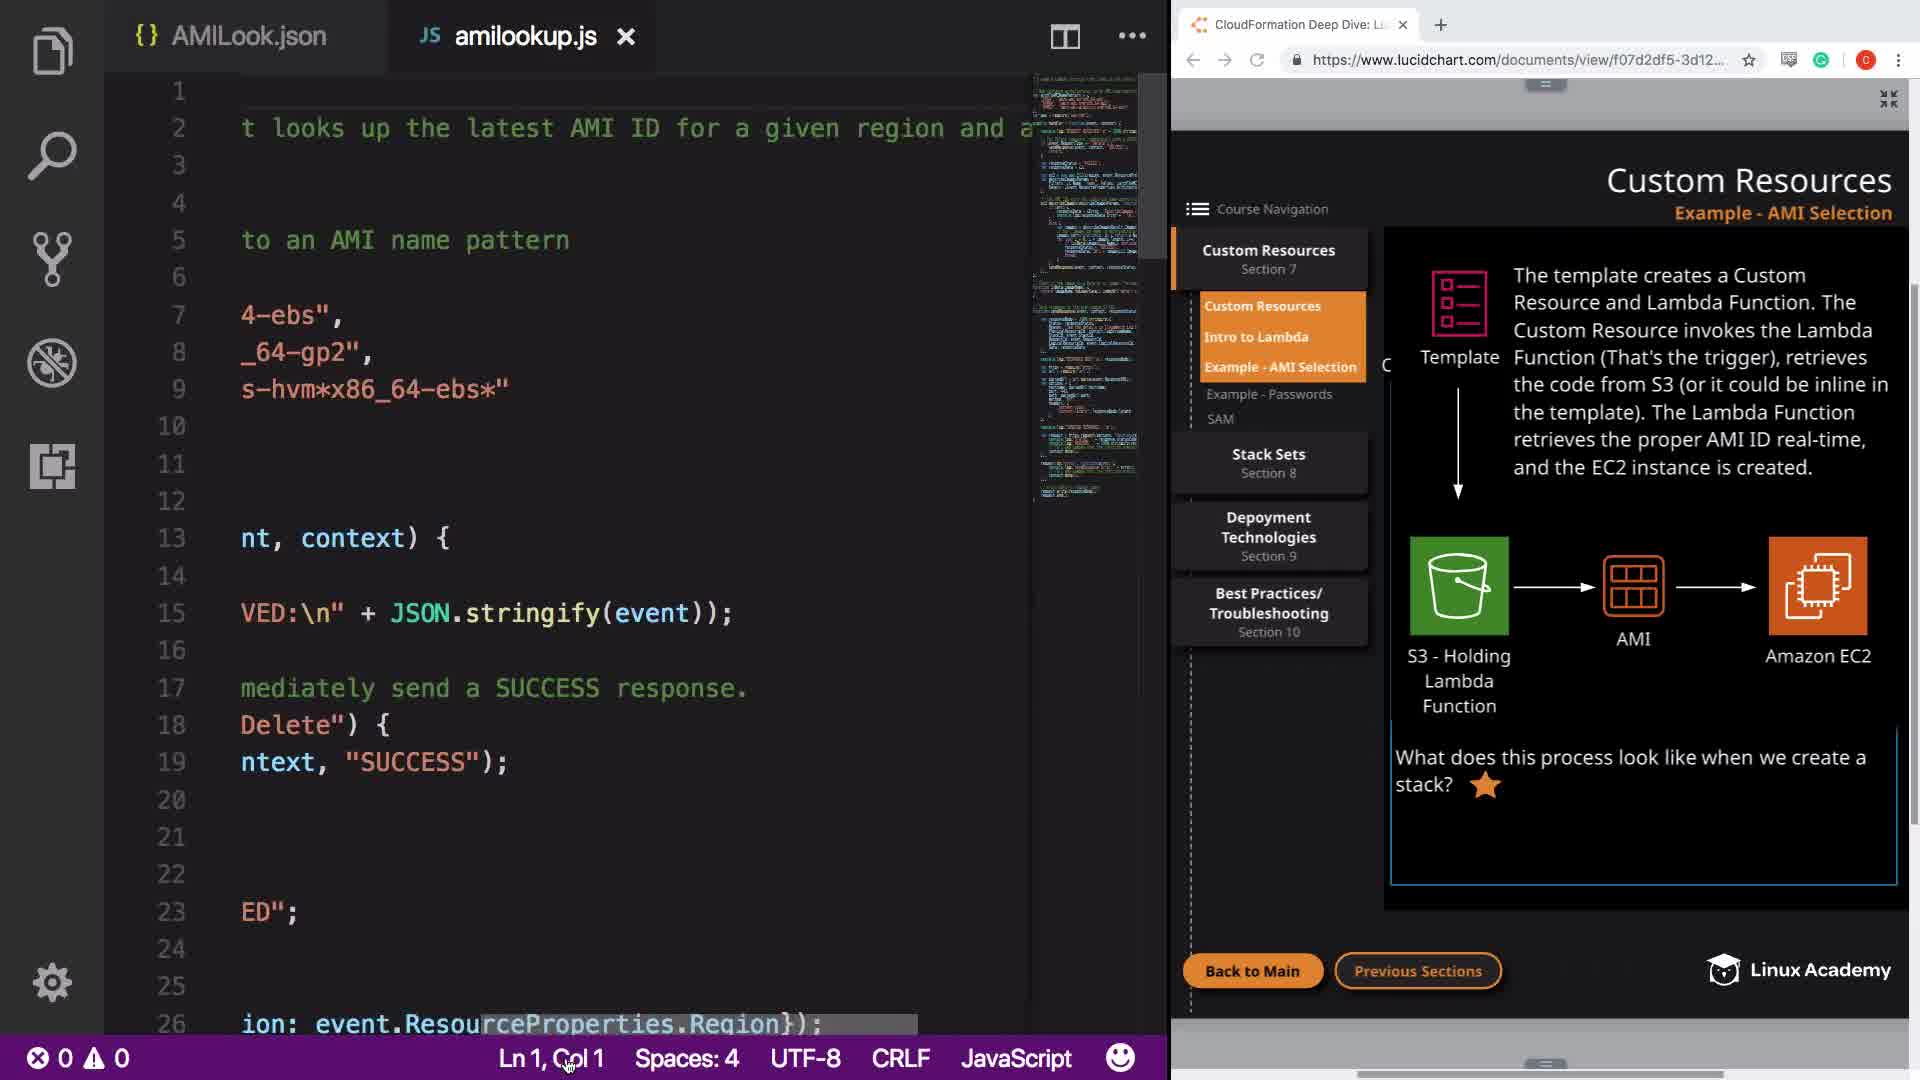 AMILook.json
JS amilookup.js
1
2 t looks up the latest AMI ID for a given region and a
3
4
5 to an AMI name pattern
6
7 4-ebs",
8 _64-gp2",
9 s-hvm*x86_64-ebs*"
10
11
12
13 nt, context) {
14
15 VED:\n" + JSON.stringify(event));
16
17 mediately send a SUCCESS response.
18 Delete") {
19 ntext, "SUCCESS");
20
21
22
23 ED";
24
25
26 ion: event.ResourceProperties.Region});
0 0 Ln 1, Col 1 Spaces: 4 UTF-8 CRLF JavaScript
CloudFormation Deep Dive: Li
https://www.lucidchart.com/documents/view/f07d2df5-3d12...
C
Custom Resources
Example - AMI Selection
Course Navigation
Custom Resources
Section 7
Custom Resources
Intro to Lambda
Example - AMI Selection
Example - Passwords
SAM
Stack Sets
Section 8
Depoyment
Technologies
Section 9
Best Practices/
Troubleshooting
Section 10
C
Template
The template creates a Custom
Resource and Lambda Function. The
Custom Resource invokes the Lambda
Function (That's the trigger), retrieves
the code from S3 (or it could be inline in
the template). The Lambda Function
retrieves the proper AMI ID real-time,
and the EC2 instance is created.
S3 - Holding
Lambda
Function
AMI
Amazon EC2
What does this process look like when we create a
stack?
Back to Main
Previous Sections
Linux Academy